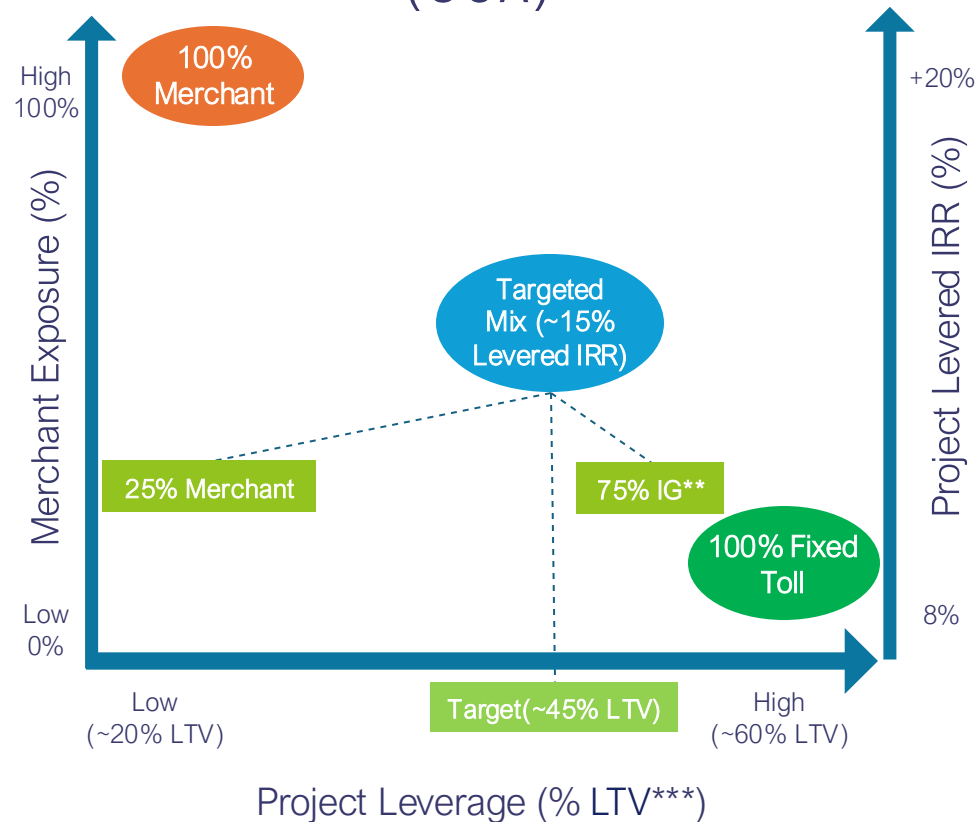 High
100%
100%
Merchant
+20%
Merchant Exposure (%)
Project Levered IRR (%)
Targeted
Mix (~15%
Levered IRR)
25% Merchant
75% IG**
100% Fixed
Toll
Low
0%
8%
Low
(~20% LTV)
Target(~45% LTV)
High
(~60% LTV)
Project Leverage (% LTV***)